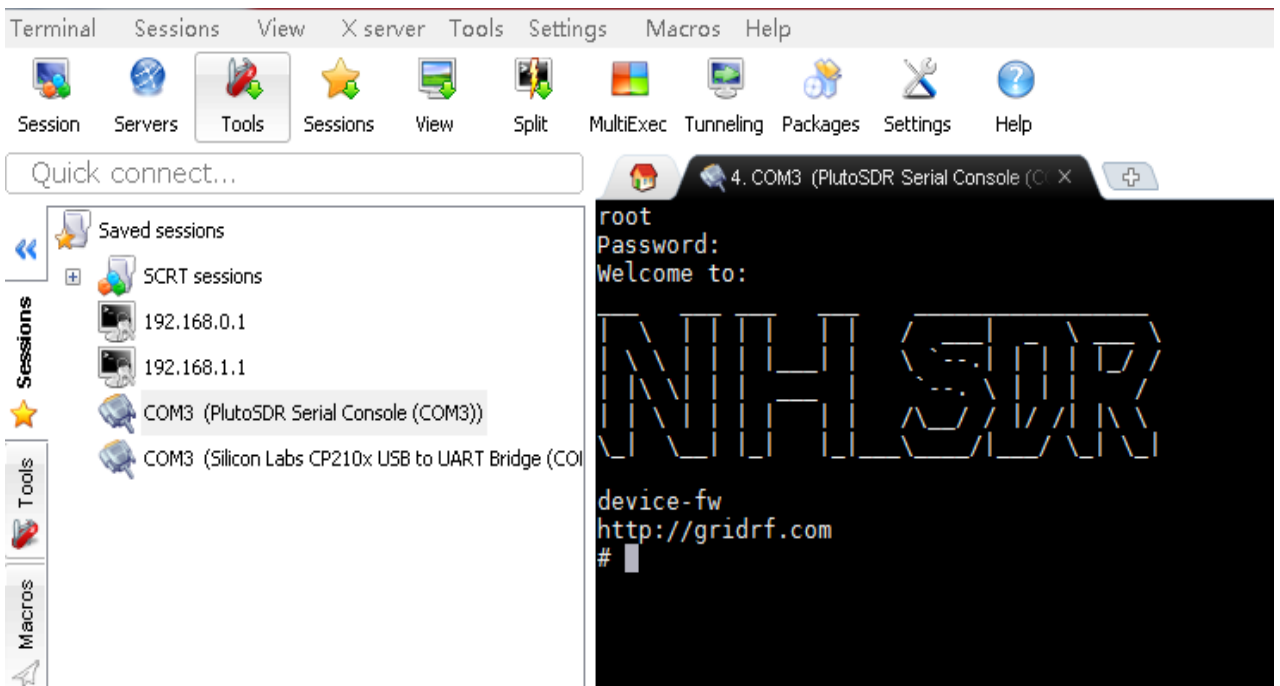 Terminal Sessions View X server Tools Settings Macros Help
Session Servers Tools Sessions View Split MultiExec Tunneling Packages Settings Help
Quick connect...
4. COM3 (PlutoSDR Serial Console (CO
Saved sessions
SCRT sessions
192.168.0.1
192.168.1.1
COM3 (PlutoSDR Serial Console (COM3))
COM3 (Silicon Labs CP210x USB to UART Bridge (COI
Sessions
Tools
Macros
root
Password:
Welcome to:
NHSDR
device-fw
http://gridrf.com
#